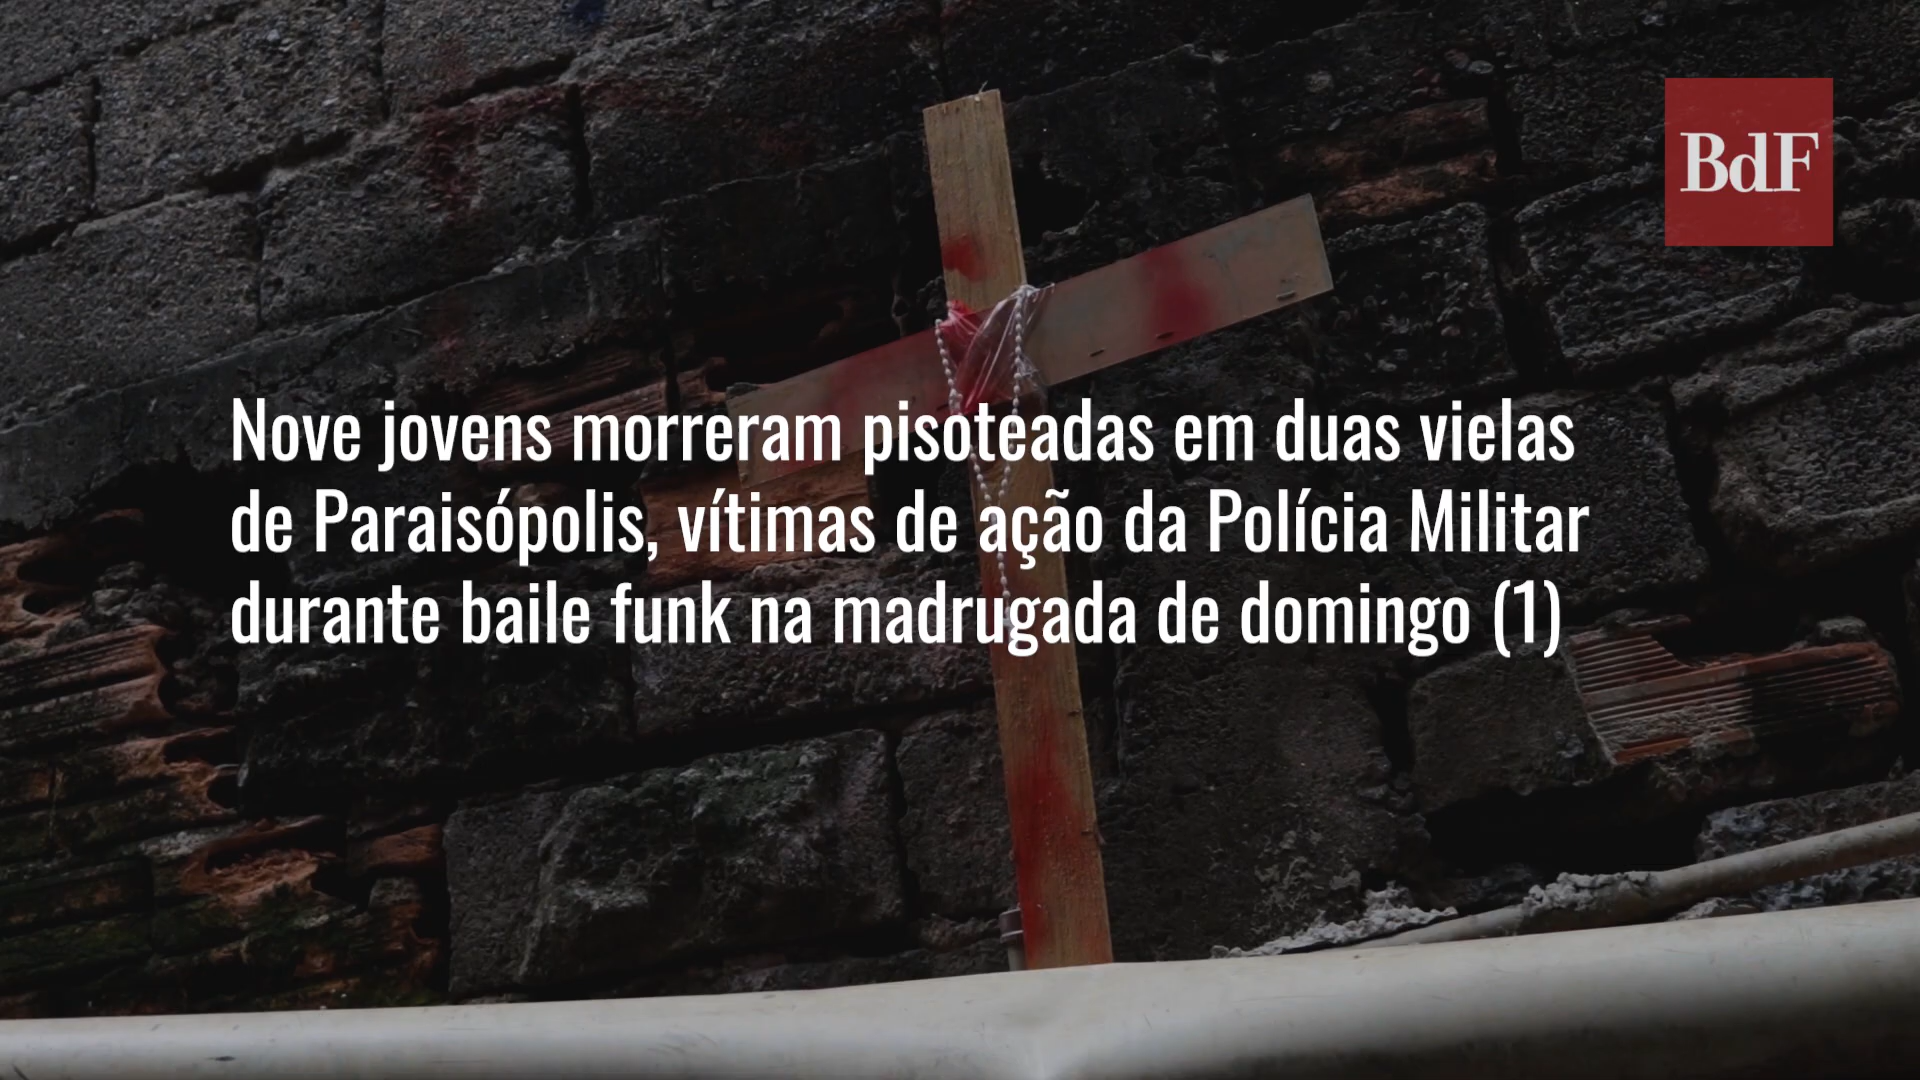 BdF
Nove jovens morreram pisoteadas em duas vielas
de Paraisópolis, vítimas de ação da Polícia Militar
durante baile funk na madrugada de domingo (1)